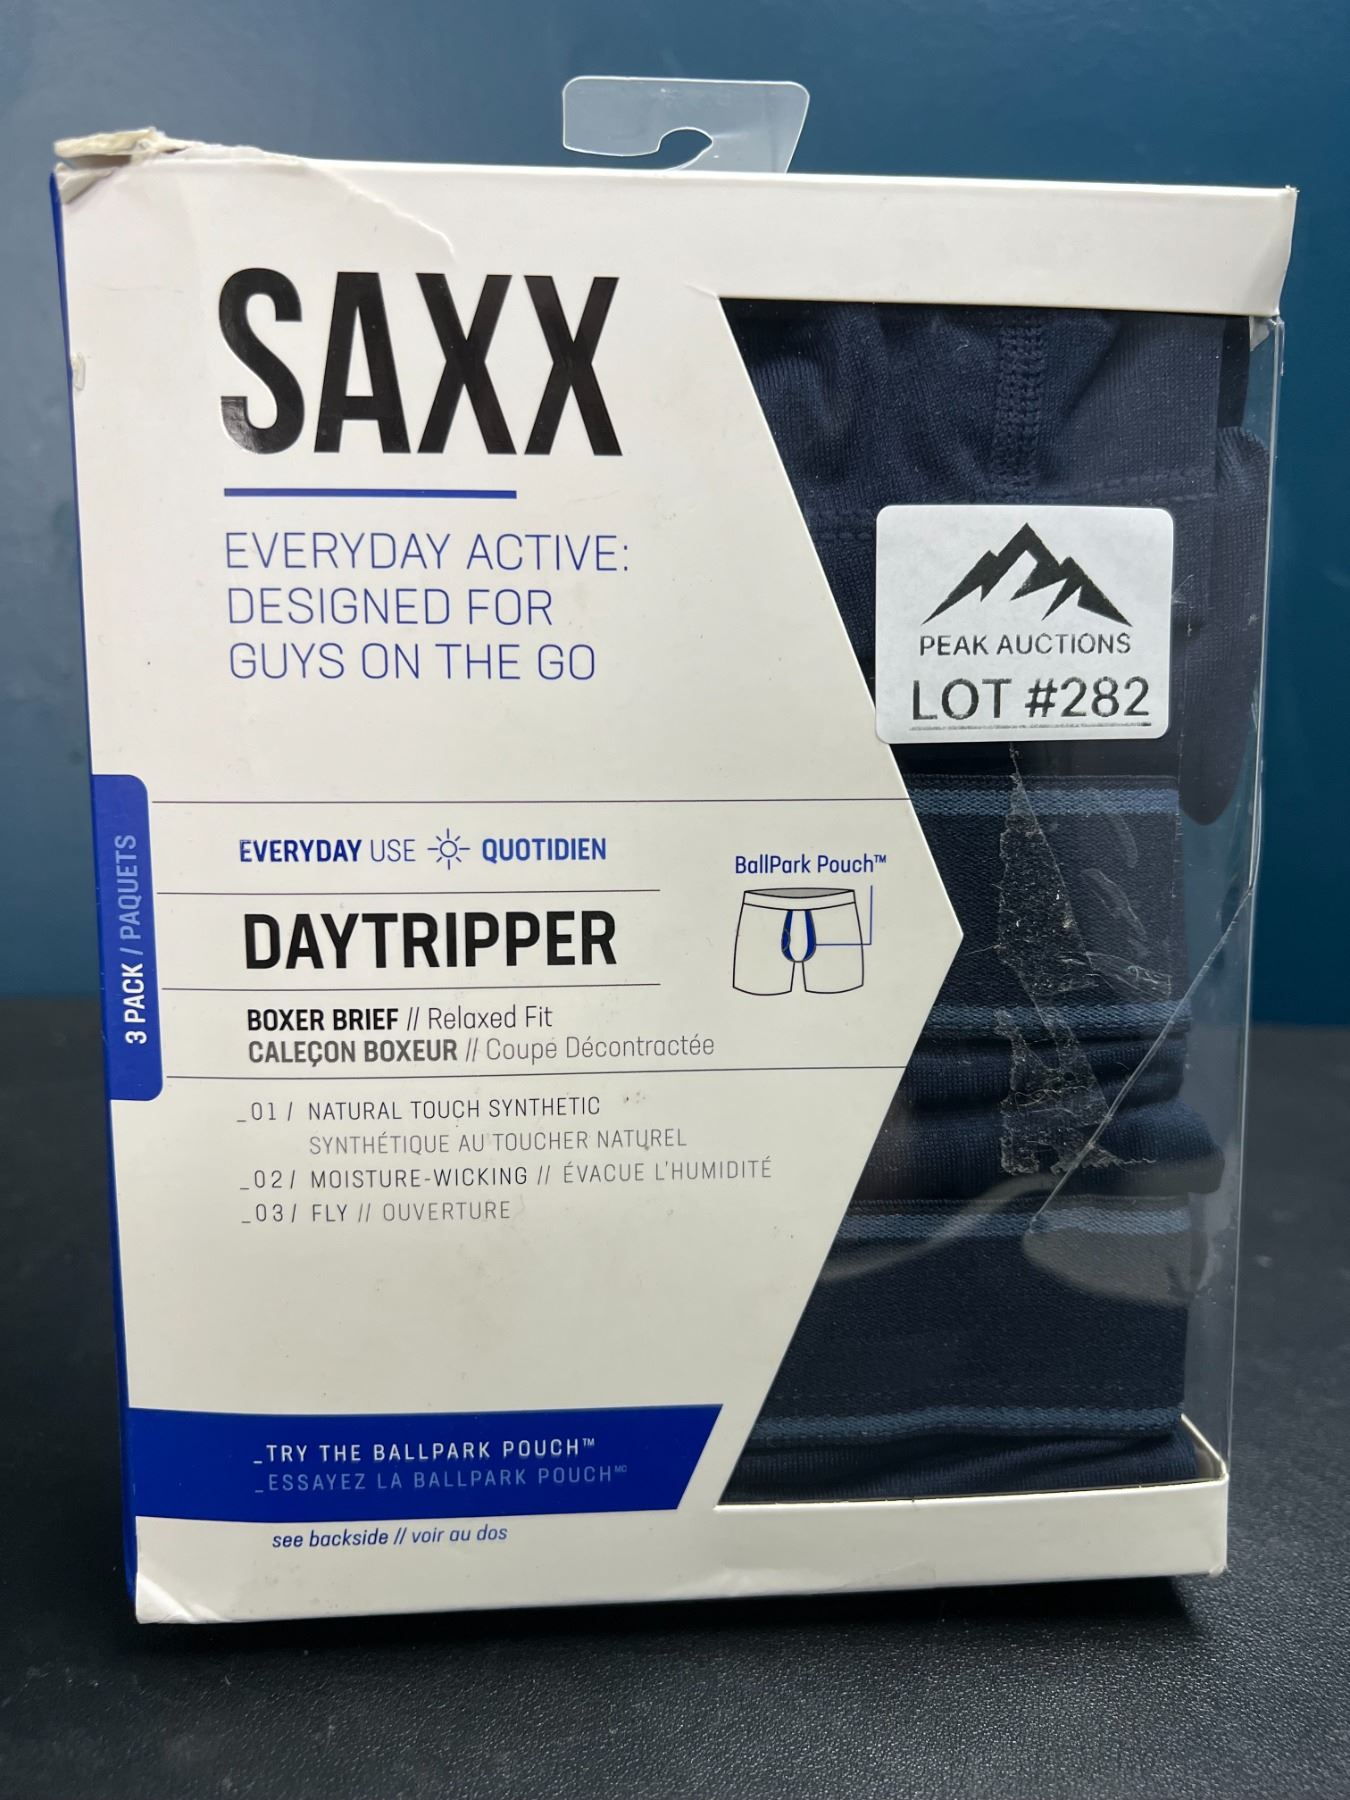 SAXX
EVERYDAY ACTIVE:
DESIGNED FOR
GUYS ON THE GO
PEAK AUCTIONS
LOT #282
3 PACK / PAQUETS
EVERYDAY USE QUOTIDIEN
BallPark Pouch™
DAYTRIPPER
BOXER BRIEF // Relaxed Fit
CALEÇON BOXEUR // Coupe Décontractée
_01/ NATURAL TOUCH SYNTHETIC
SYNTHÉTIQUE AU TOUCHER NATUREL
_02/ MOISTURE-WICKING // ÉVACUE L'HUMIDITÉ
_03/ FLY // OUVERTURE
_TRY THE BALLPARK POUCH™
_ESSAYEZ LA BALLPARK POUCHᴹᶜ
see backside // voir au dos